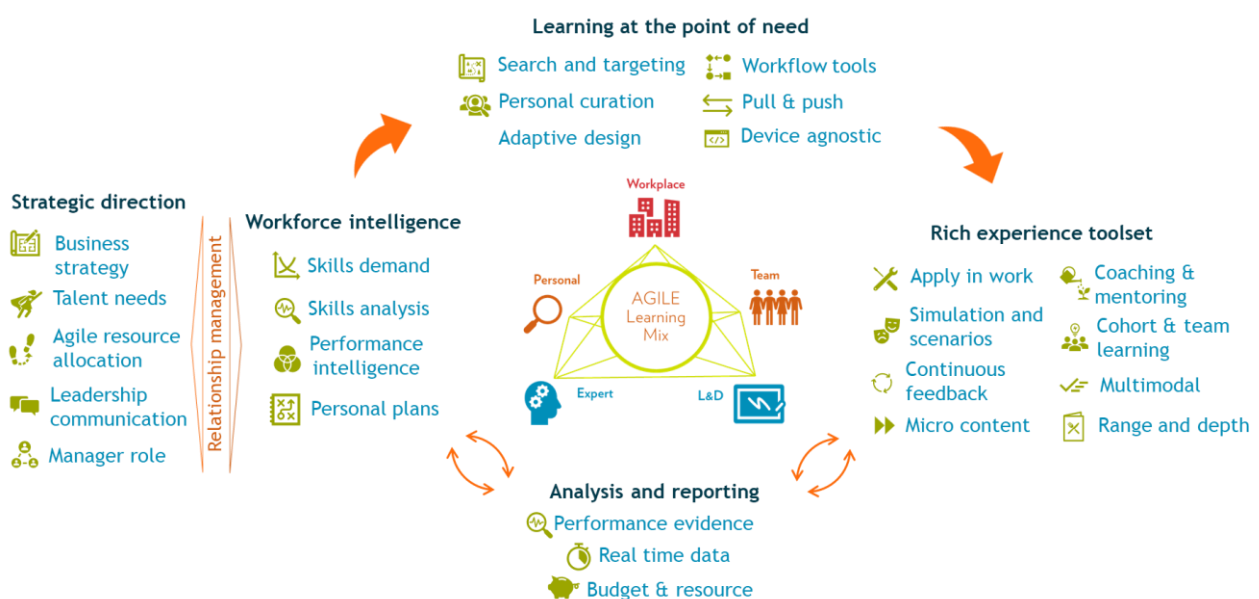 Learning at the point of need
Search and targeting
Workflow tools
Personal curation
Pull & push
Adaptive design
Device agnostic
Strategic direction
Business
strategy
Talent needs
Agile resource
allocation
Leadership
communication
Manager role
Relationship management
Workforce intelligence
Skills demand
Skills analysis
Performance
intelligence
Personal plans
Workplace
Personal
Team
AGILE
Learning
Mix
Expert
L&D
Rich experience toolset
Apply in work
Coaching &
mentoring
Simulation and
scenarios
Cohort & team
learning
Continuous
feedback
Multimodal
Micro content
Range and depth
Analysis and reporting
Performance evidence
Real time data
Budget & resource